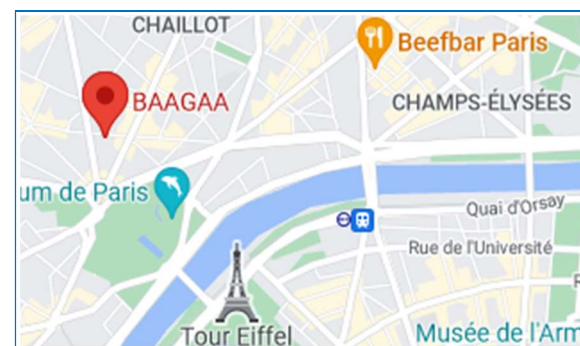 CHAILLOT
Beefbar Paris
BAAGAA
CHAMPS-ÉLYSÉES
um de Paris
Quai d'Orsay
Rue de l'Université
R
Tour Eiffel
Musée de l'Arm